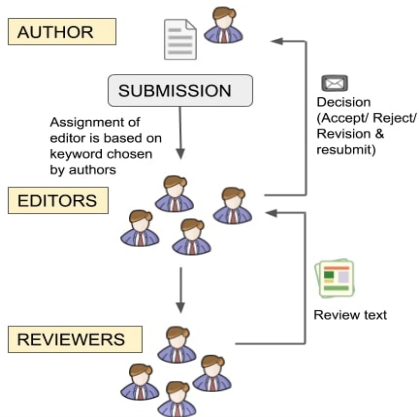 AUTHOR
SUBMISSION
Assignment of
editor is based on
keyword chosen
by authors
Decision
(Accept/ Reject/
Revision &
resubmit)
EDITORS
Review text
REVIEWERS